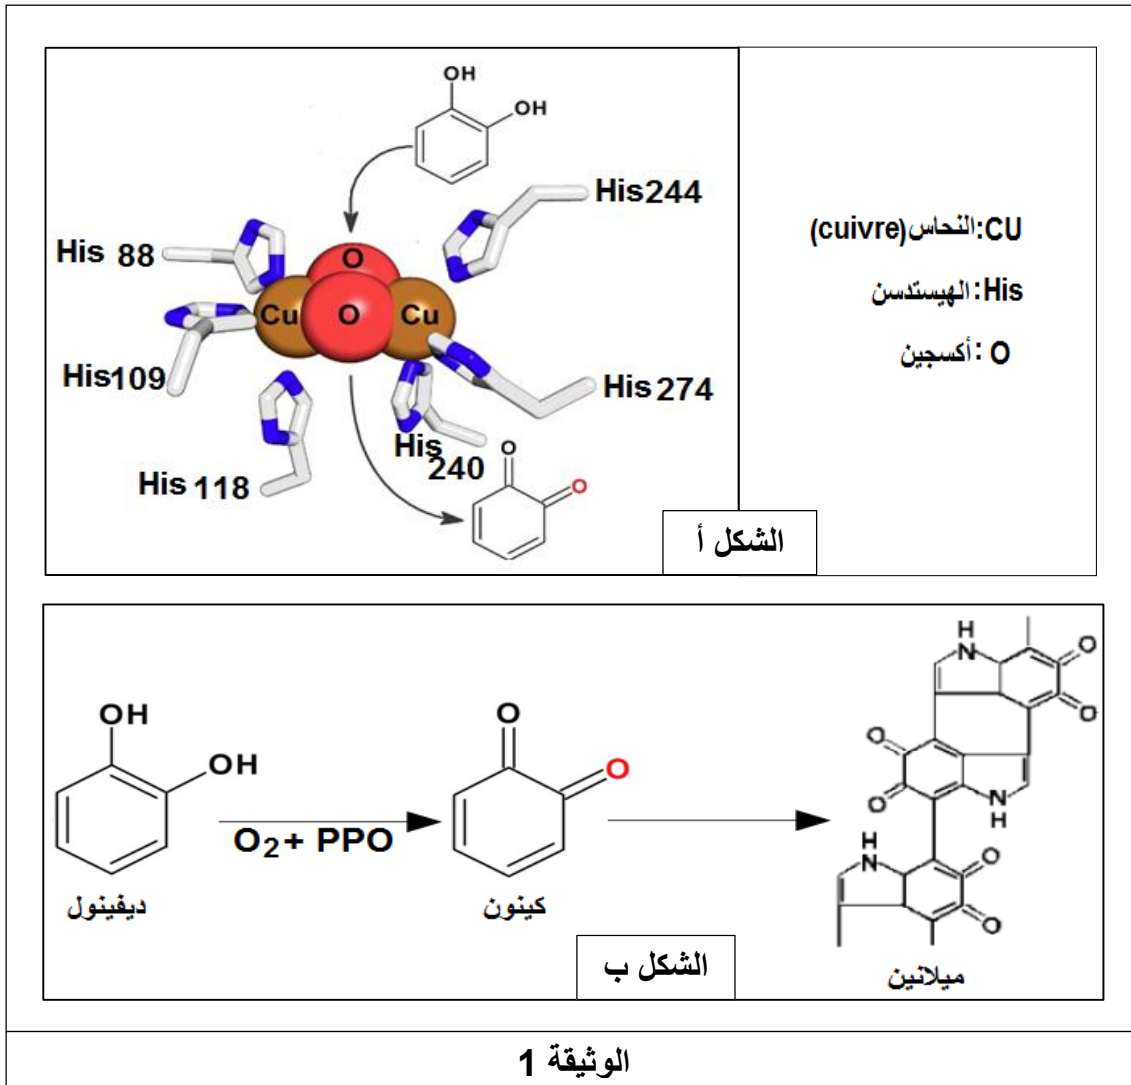 OH
OH
His244
His 88
O
Cu
O
Cu
His109
His 274
His
240
His 118
O
O
الشكل أ
CU:النحاس(cuivre)
His: الهيستدسن
O : أكسجين
OH
OH
O₂+ PPO
ديفينول
O
O
كينون
H
N
O
O
O
O
N
H
H
N
O
O
ميلانين
الشكل ب
الوثيقة 1